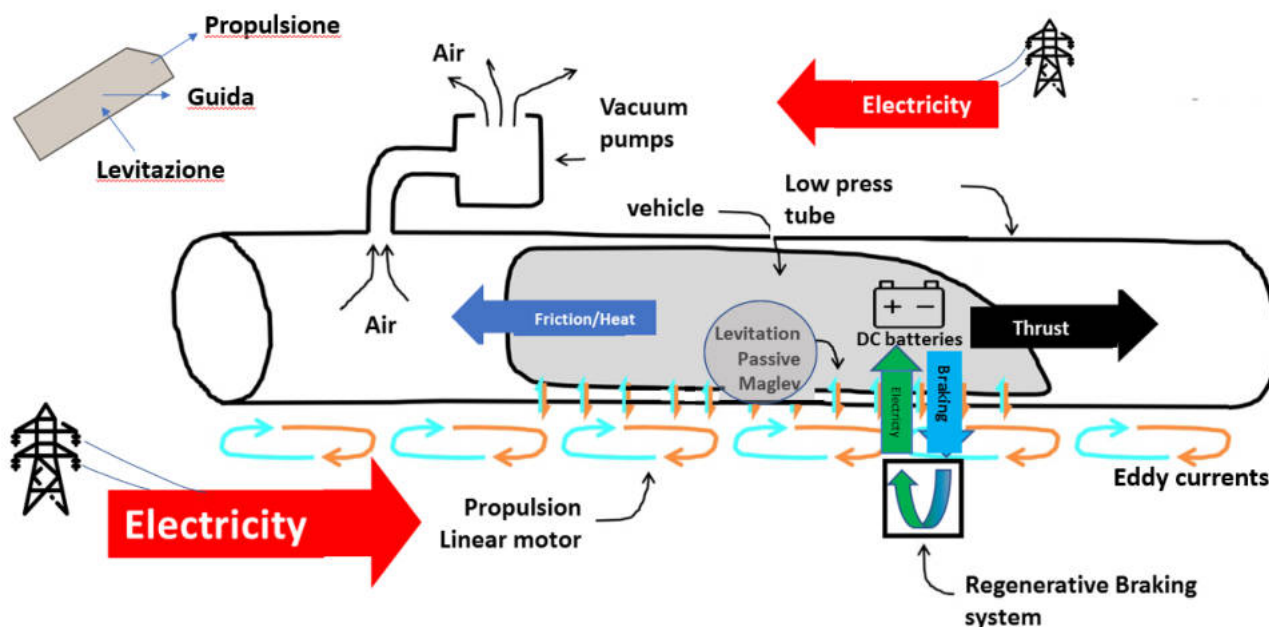 Propulsione
Guida
Levitazione
Air
Vacuum
pumps
Electricity
Low press
tube
vehicle
Air
Friction/Heat
Levitation
Passive
Maglev
DC batteries
Thrust
Electricty
Braking
Electricity
Propulsion
Linear motor
Eddy currents
Regenerative Braking
system